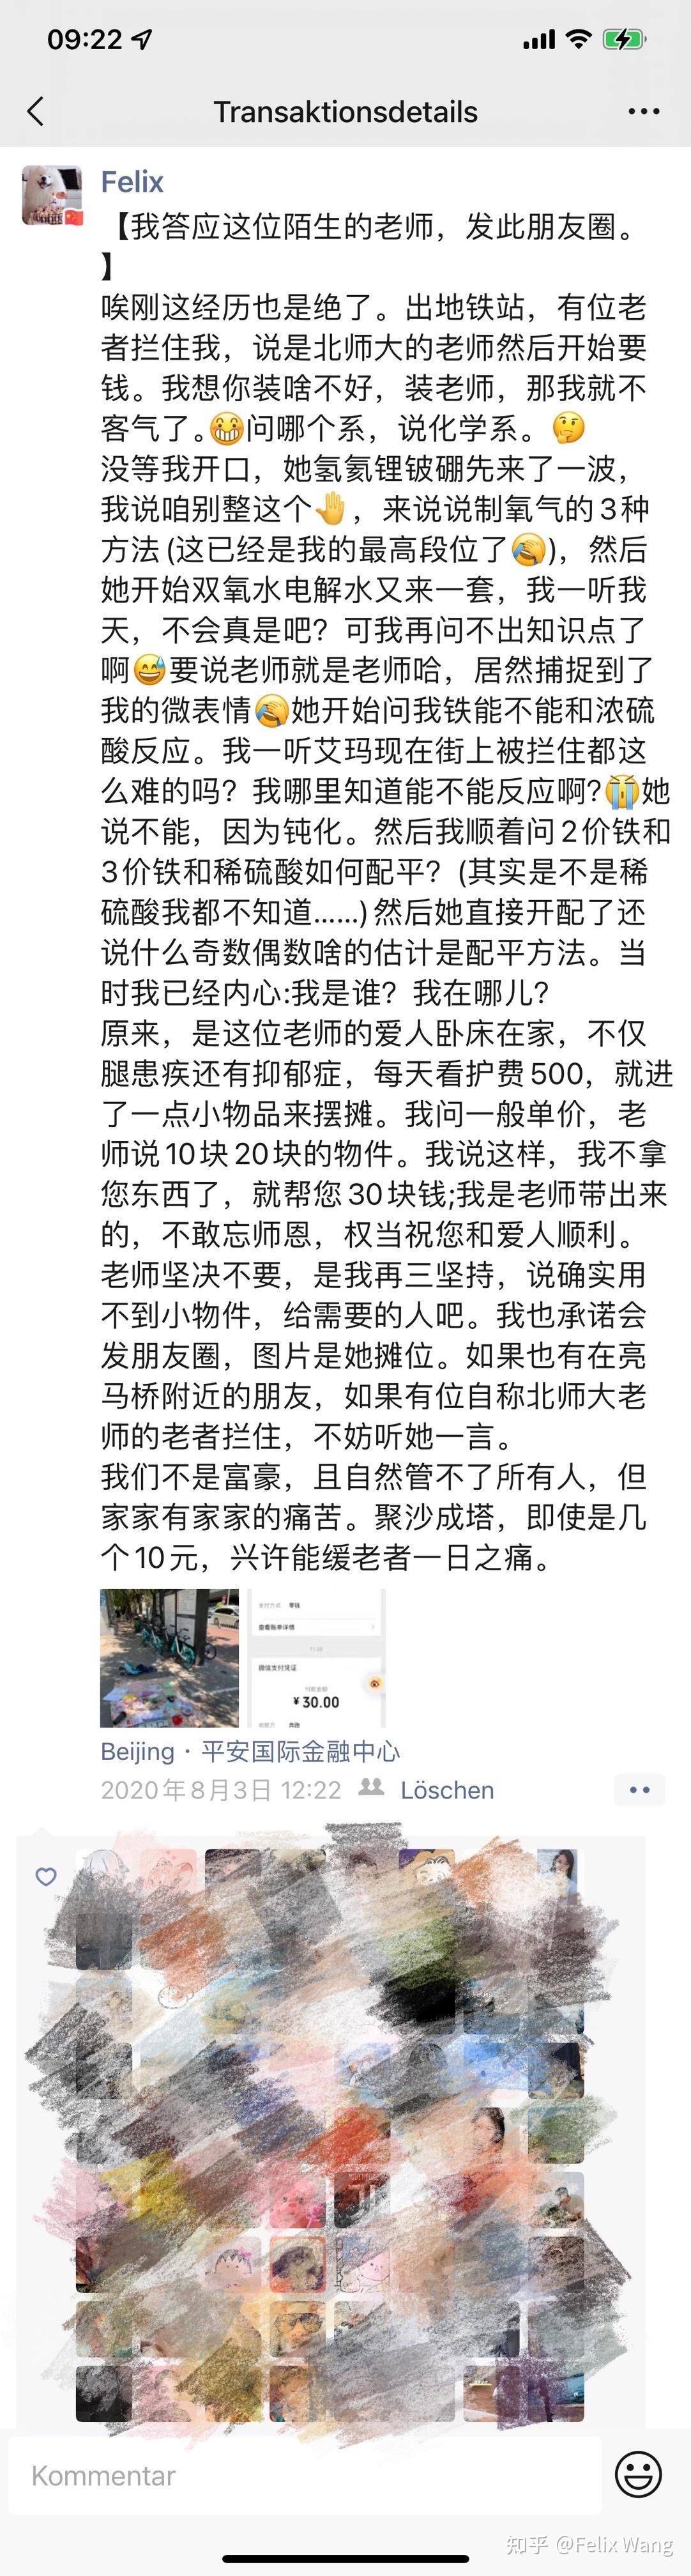 09:22
Transaktionsdetails
Felix
【我答应这位陌生的老师，发此朋友圈。
】
唉刚这经历也是绝了。出地铁站，有位老
者拦住我，说是北师大的老师然后开始要
钱。我想你装啥不好，装老师，那我就不
客气了。😁问哪个系，说化学系。🤔
没等我开口，她氢氦锂铍硼先来了一波，
我说咱别整这个🤚，来说说制氧气的3种
方法(这已经是我的最高段位了🤦)，然后
她开始双氧水电解水又来一套，我一听我
天，不会真是吧？可我再问不出知识点了
啊😅要说老师就是老师哈，居然捕捉到了
我的微表情🤦她开始问我铁能不能和浓硫
酸反应。我一听艾玛现在街上被拦住都这
么难的吗？我哪里知道能不能反应啊?😭她
说不能，因为钝化。然后我顺着问2价铁和
3价铁和稀硫酸如何配平？(其实是不是稀
硫酸我都不知道……)然后她直接开配了还
说什么奇数偶数啥的估计是配平方法。当
时我已经内心:我是谁？我在哪儿？
原来，是这位老师的爱人卧床在家，不仅
腿患疾还有抑郁症，每天看护费500，就进
了一点小物品来摆摊。我问一般单价，老
师说10块20块的物件。我说这样，我不拿
您东西了，就帮您30块钱;我是老师带出来
的，不敢忘师恩，权当祝您和爱人顺利。
老师坚决不要，是我再三坚持，说确实用
不到小物件，给需要的人吧。我也承诺会
发朋友圈，图片是她摊位。如果也有在亮
马桥附近的朋友，如果有位自称北师大老
师的老者拦住，不妨听她一言。
我们不是富豪，且自然管不了所有人，但
家家有家家的痛苦。聚沙成塔，即使是几
个10元，兴许能缓老者一日之痛。
支付方式 零钱
查看账单详情
微信支付凭证
付款金额
¥30.00
Beijing · 平安国际金融中心
2020年8月3日 12:22 Löschen
Kommentar
知乎 @Felix Wang